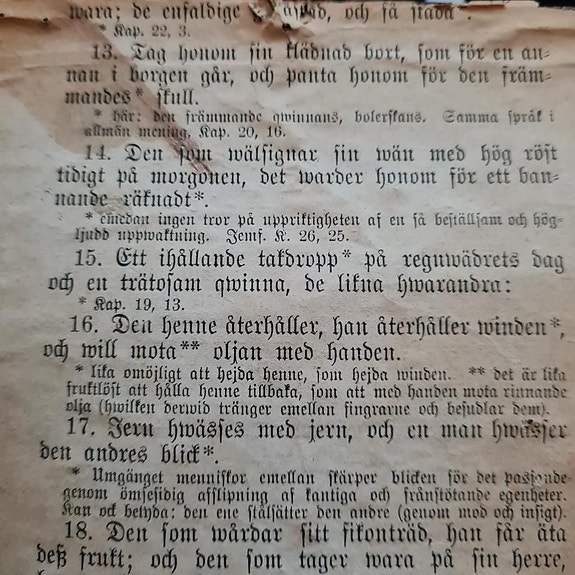 wara; de enfaldige och få skada*.
* Kap. 22, 3.
13. Tag honom sin klädnad bort, som för en an=
nan i borgen går, och panta honom för den främ=
mandes* skull.
* här: den främmande qwinnans, bolerskans. Samma språk i
allmän mening, Kap. 20, 16.
14. Den som wälsignar sin wän med hög röst
tidigt på morgonen, det warder honom för ett ban=
nande räknadt*.
* emedan ingen tror på uppriktigheten af en så beställsam och hög=
ljudd uppwaktning. Jemf. K. 26, 25.
15. Ett ihållande takdropp* på regnwädrets dag
och en trätosam qwinna, de likna hwarandra:
* Kap. 19, 13.
16. Den henne återhåller, han återhåller winden*,
och will mota** oljan med handen.
* lika omöjligt att hejda henne, som hejda winden. ** det är lika
fruktlöst att hålla henne tillbaka, som att med handen mota rinnande
olja (hwilken derwid tränger emellan fingrarne och besudlar dem).
17. Jern hwässes med jern, och en man hwässer
den andres blick*.
* Umgänget menniskor emellan skärper blicken för det passande
genom ömsesidig afslipning af kantiga och frånstötande egenheter.
Kan ock betyda: den ene stålsätter den andre (genom mod och insigt).
18. Den som wårdar sitt fikonträd, han får äta
deß frukt; och den som tager wara på sin herre,